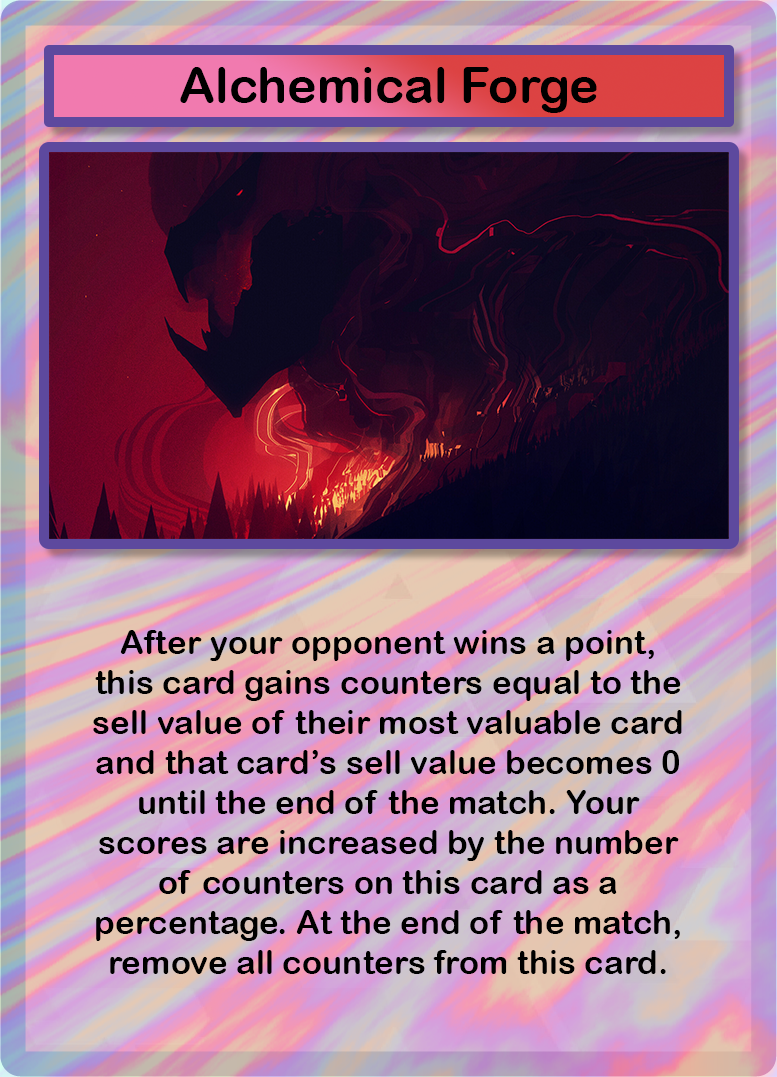 Alchemical Forge
After your opponent wins a point,
this card gains counters equal to the
sell value of their most valuable card
and that card’s sell value becomes 0
until the end of the match. Your
scores are increased by the number
of counters on this card as a
percentage. At the end of the match,
remove all counters from this card.